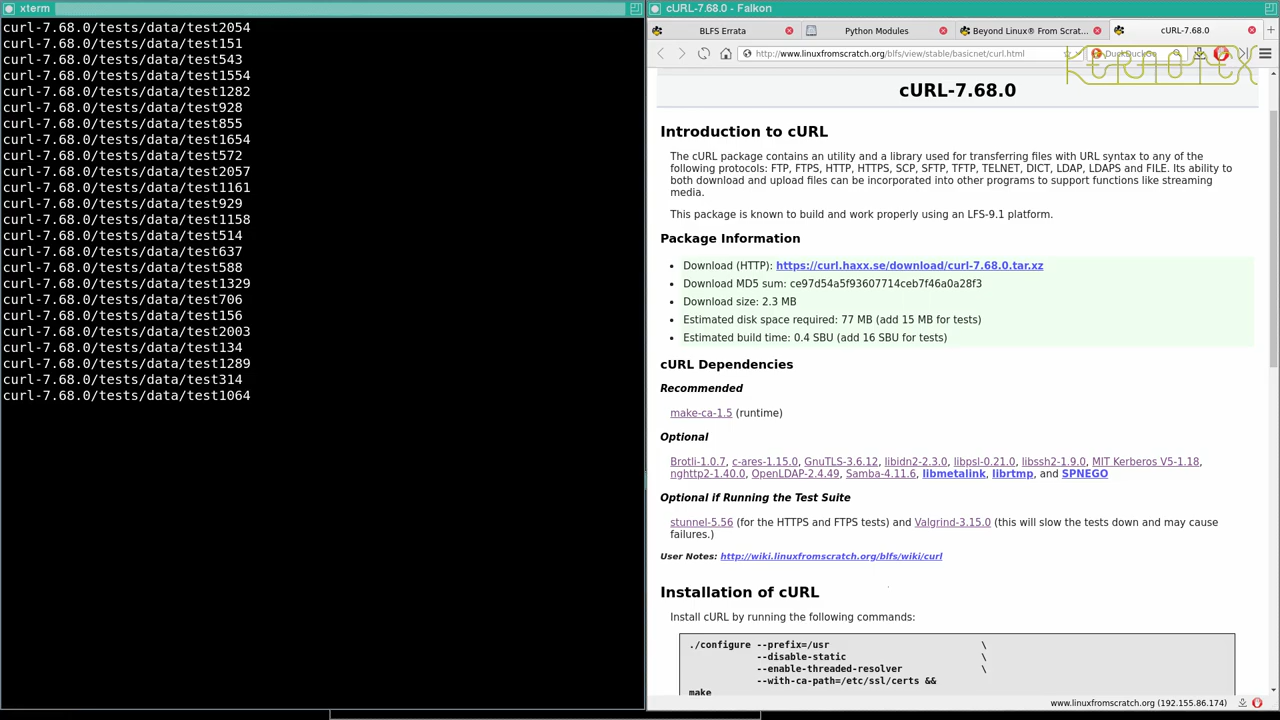 xterm
curl-7.68.0/tests/data/test2054
curl-7.68.0/tests/data/test151
curl-7.68.0/tests/data/test543
curl-7.68.0/tests/data/test1554
curl-7.68.0/tests/data/test1282
curl-7.68.0/tests/data/test928
curl-7.68.0/tests/data/test855
curl-7.68.0/tests/data/test1654
curl-7.68.0/tests/data/test572
curl-7.68.0/tests/data/test2057
curl-7.68.0/tests/data/test1161
curl-7.68.0/tests/data/test929
curl-7.68.0/tests/data/test1158
curl-7.68.0/tests/data/test514
curl-7.68.0/tests/data/test637
curl-7.68.0/tests/data/test588
curl-7.68.0/tests/data/test1329
curl-7.68.0/tests/data/test706
curl-7.68.0/tests/data/test156
curl-7.68.0/tests/data/test2003
curl-7.68.0/tests/data/test134
curl-7.68.0/tests/data/test1289
curl-7.68.0/tests/data/test314
curl-7.68.0/tests/data/test1064
cURL-7.68.0 - Falkon
BLFS Errata
Python Modules
Beyond Linux® From Scrat...
cURL-7.68.0
http://www.linuxfromscratch.org/blfs/view/stable/basicnet/curl.html
DuckDuckGo
cURL-7.68.0
Introduction to cURL
The cURL package contains an utility and a library used for transferring files with URL syntax to any of the
following protocols: FTP, FTPS, HTTP, HTTPS, SCP, SFTP, TFTP, TELNET, DICT, LDAP, LDAPS and FILE. Its ability to
both download and upload files can be incorporated into other programs to support functions like streaming
media.
This package is known to build and work properly using an LFS-9.1 platform.
Package Information
• Download (HTTP): https://curl.haxx.se/download/curl-7.68.0.tar.xz
• Download MD5 sum: ce97d54a5f93607714ceb7f46a0a28f3
• Download size: 2.3 MB
• Estimated disk space required: 77 MB (add 15 MB for tests)
• Estimated build time: 0.4 SBU (add 16 SBU for tests)
cURL Dependencies
Recommended
make-ca-1.5 (runtime)
Optional
Brotli-1.0.7, c-ares-1.15.0, GnuTLS-3.6.12, libidn2-2.3.0, libpsl-0.21.0, libssh2-1.9.0, MIT Kerberos V5-1.18,
nghttp2-1.40.0, OpenLDAP-2.4.49, Samba-4.11.6, libmetalink, librtmp, and SPNEGO
Optional if Running the Test Suite
stunnel-5.56 (for the HTTPS and FTPS tests) and Valgrind-3.15.0 (this will slow the tests down and may cause
failures.)
User Notes: http://wiki.linuxfromscratch.org/blfs/wiki/curl
Installation of cURL
Install cURL by running the following commands:
./configure --prefix=/usr \
--disable-static \
--enable-threaded-resolver \
--with-ca-path=/etc/ssl/certs &&
make
www.linuxfromscratch.org (192.155.86.174)